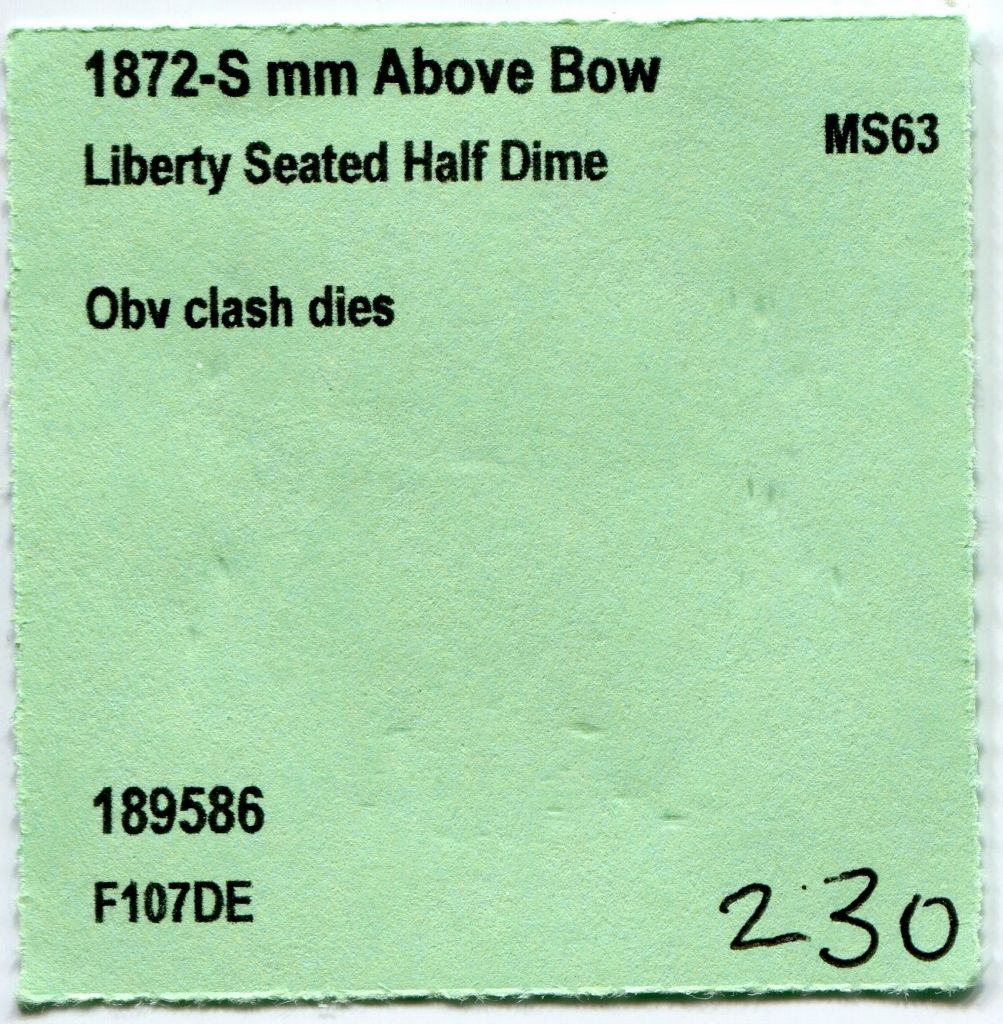 1872-S mm Above Bow
MS63
Liberty Seated Half Dime
Obv clash dies
189586
F107DE
230